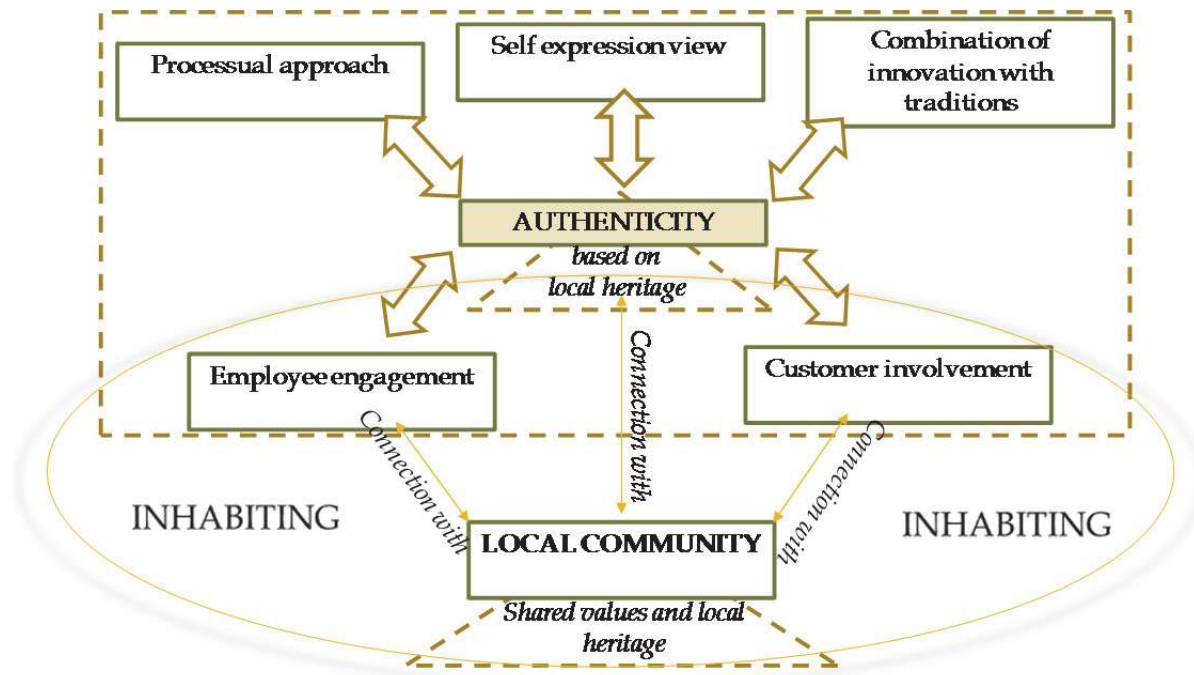 Processual approach
Self expression view
Combination of
innovation with
traditions
AUTHENTICITY
based on
local heritage
Employee engagement
Customer involvement
Connection with
Connection with
Connection with
INHABITING
INHABITING
LOCAL COMMUNITY
Shared values and local
heritage